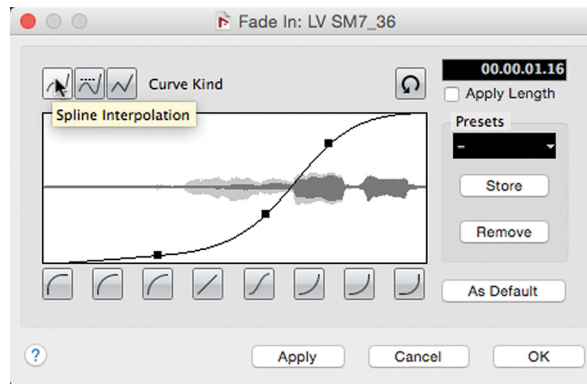 Fade In: LV SM7_36
Curve Kind
Spline Interpolation
00.00.01.16
Apply Length
Presets
-
Store
Remove
As Default
?
Apply
Cancel
OK